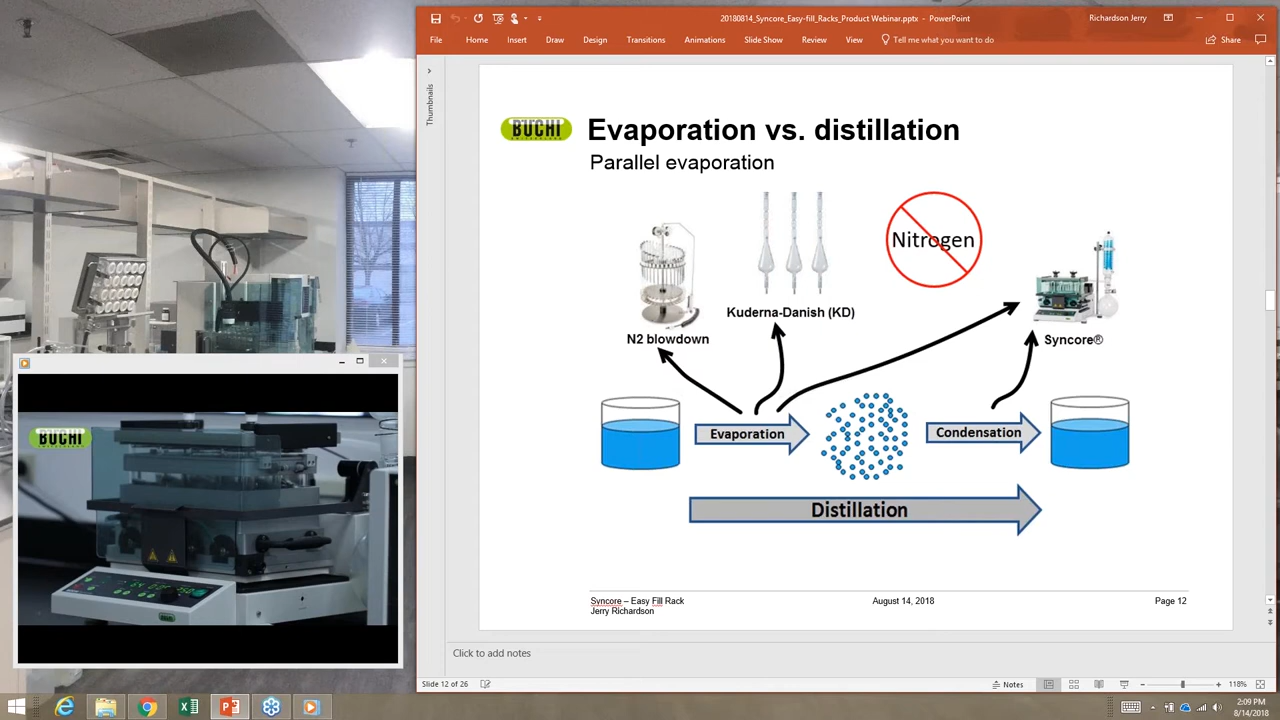 20180814_Syncore_Easy-fill_Racks_Product Webinar.pptx - PowerPoint
Richardson Jerry
File Home Insert Draw Design Transitions Animations Slide Show Review View Tell me what you want to do
Share
Thumbnails
BUCHI
Evaporation vs. distillation
Parallel evaporation
Nitrogen
Kuderna-Danish (KD)
N2 blowdown
Syncore®
Evaporation
Condensation
Distillation
Syncore – Easy Fill Rack
August 14, 2018
Page 12
Jerry Richardson
BUCHI
Click to add notes
Slide 12 of 26
Notes
118%
2:09 PM
8/14/2018